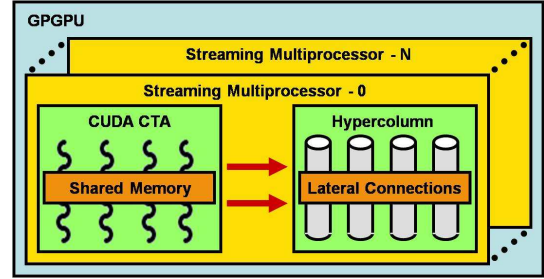 GPGPU
Streaming Multiprocessor - N
Streaming Multiprocessor - 0
CUDA CTA
Shared Memory
Hypercolumn
Lateral Connections